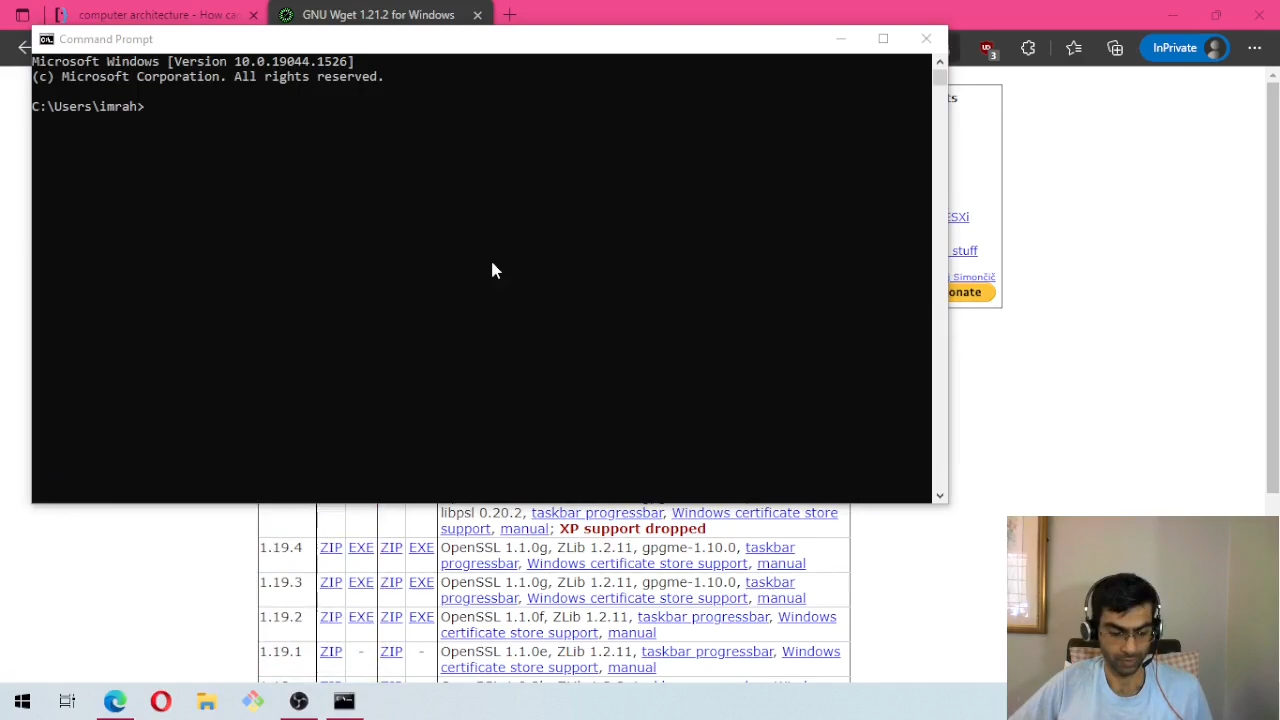 computer architecture - How can
GNU Wget 1.21.2 for Windows
Command Prompt
InPrivate
3
Microsoft Windows [Version 10.0.19044.1526]
(c) Microsoft Corporation. All rights reserved.
C:\Users\imrah>
ts
ESXi
stuff
j Simončič
onate
libpsl 0.20.2, taskbar progressbar, Windows certificate store
support, manual; XP support dropped
1.19.4 ZIP EXE ZIP EXE OpenSSL 1.1.0g, ZLib 1.2.11, gpgme-1.10.0, taskbar
progressbar, Windows certificate store support, manual
1.19.3 ZIP EXE ZIP EXE OpenSSL 1.1.0g, ZLib 1.2.11, gpgme-1.10.0, taskbar
progressbar, Windows certificate store support, manual
1.19.2 ZIP EXE ZIP EXE OpenSSL 1.1.0f, ZLib 1.2.11, taskbar progressbar, Windows
certificate store support, manual
1.19.1 ZIP - ZIP - OpenSSL 1.1.0e, ZLib 1.2.11, taskbar progressbar, Windows
certificate store support, manual